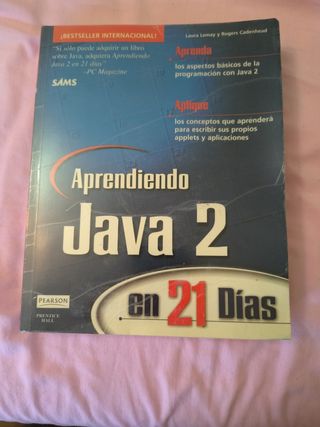 ¡BESTSELLER INTERNACIONAL!
Laura Lemay y Rogers Cadenhead
"Si sólo puede adquirir un libro
sobre Java, adquiera Aprendiendo
Java 2 en 21 días"
–PC Magazine
SAMS
Aprenda
los aspectos básicos de la
programación con Java 2
Aplique
los conceptos que aprenderá
para escribir sus propios
applets y aplicaciones
Aprendiendo
Java 2
en 21 Días
PEARSON
PRENTICE
HALL